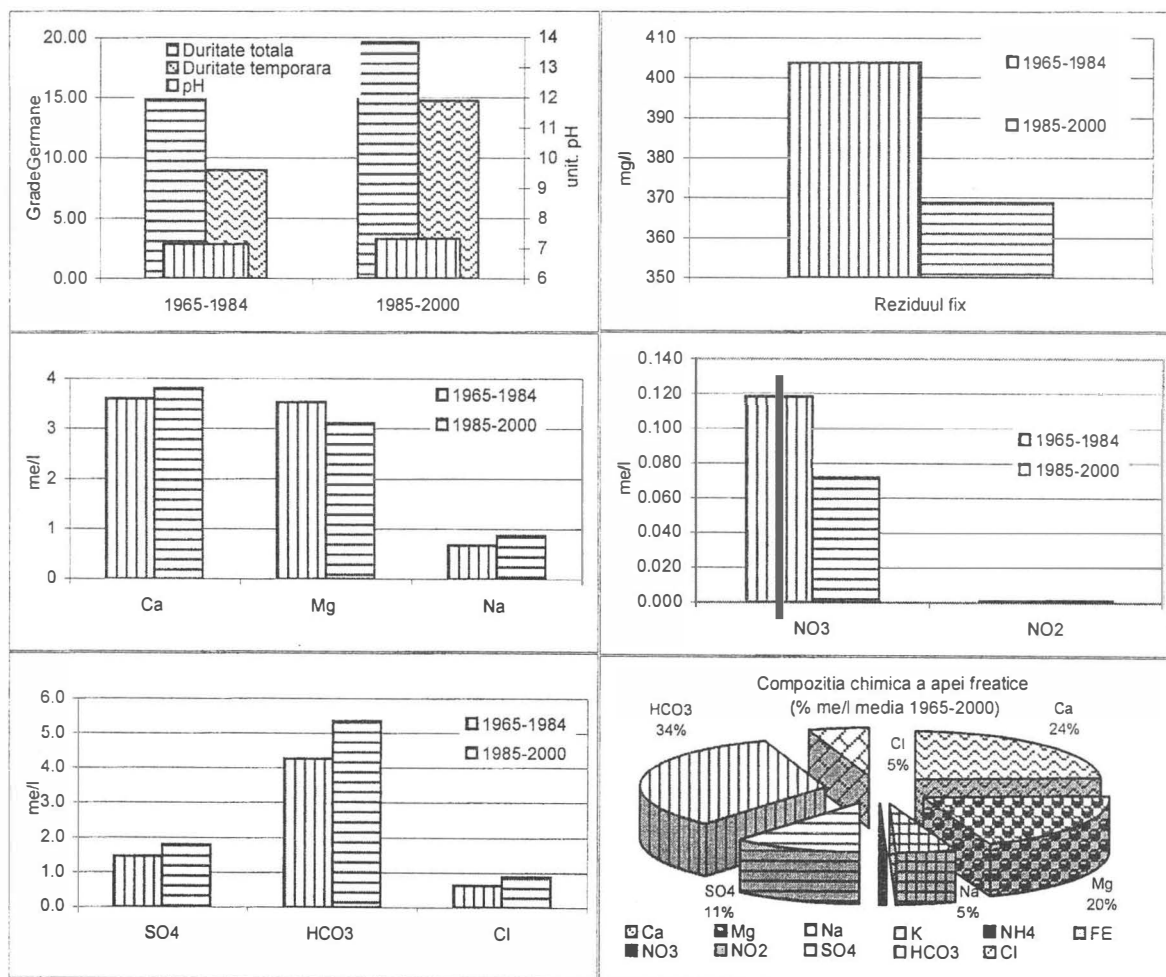 20.00
15.00
10.00
5.00
0.00
GradeGermane
Duritate totala
Duritate temporara
pH
14
13
12
11
10
9
8
7
6
unit. pH
1965-1984
1985-2000
410
400
390
380
370
360
350
mg/l
1965-1984
1985-2000
Reziduul fix
4
3
2
1
0
me/l
1965-1984
1985-2000
Ca
Mg
Na
0.140
0.120
0.100
0.080
0.060
0.040
0.020
0.000
me/l
1965-1984
1985-2000
NO3
NO2
6.0
5.0
4.0
3.0
2.0
1.0
0.0
me/l
1965-1984
1985-2000
SO4
HCO3
Cl
Compozitia chimica a apei freatice
(% me/l media 1965-2000)
HCO3
34%
Cl
5%
Ca
24%
SO4
11%
Na
5%
Mg
20%
Ca Mg Na K NH4 FE
NO3 NO2 SO4 HCO3 Cl